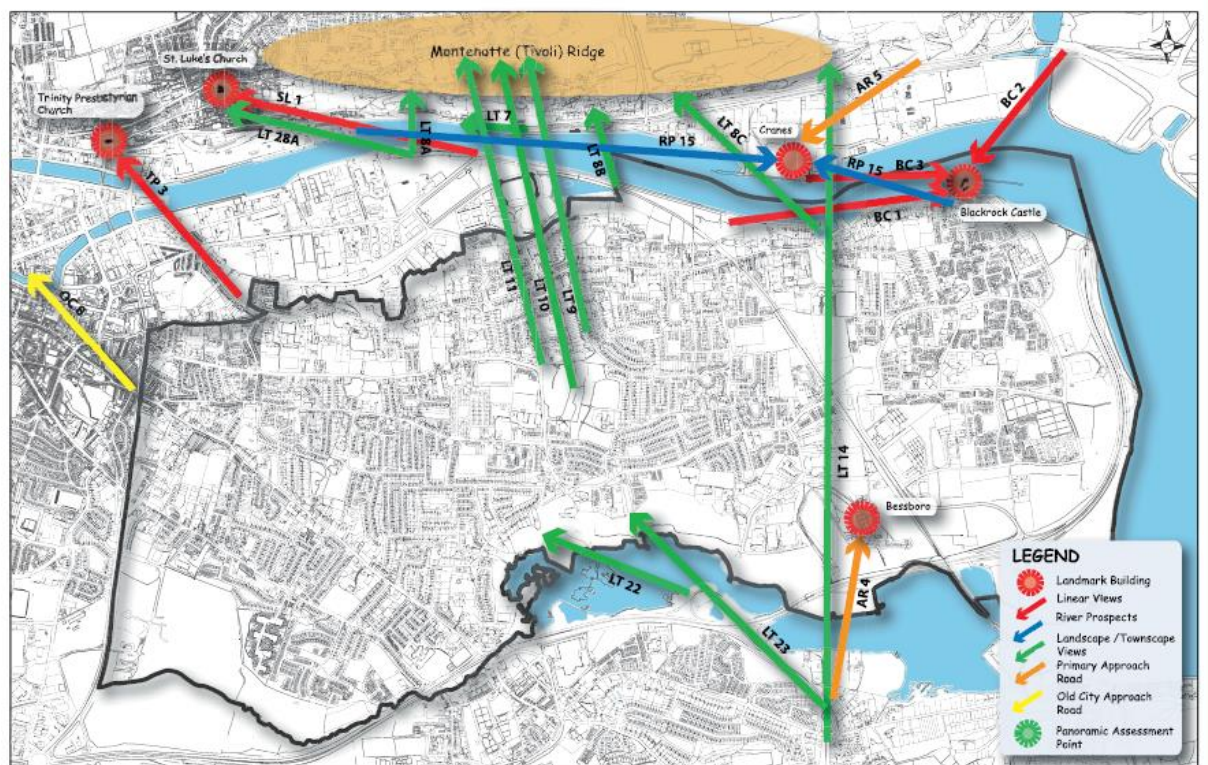 Montenotte (Tivoli) Ridge
N
St. Luke's Church
Trinity Presbetyrian
Church
SL 1
LT 28A
LT 8A
LT 7
RP 15
LT 8B
LT 8C
Cranes
AR 5
BC 2
RP 15
BC 3
BC 1
Blackrock Castle
TP 3
OC 8
LT 11
LT 10
LT 9
LT 14
Bessboro
AR 4
LT 22
LT 23
LEGEND
Landmark Building
Linear Views
River Prospects
Landscape /Townscape
Views
Primary Approach
Road
Old City Approach
Road
Panoramic Assessment
Point